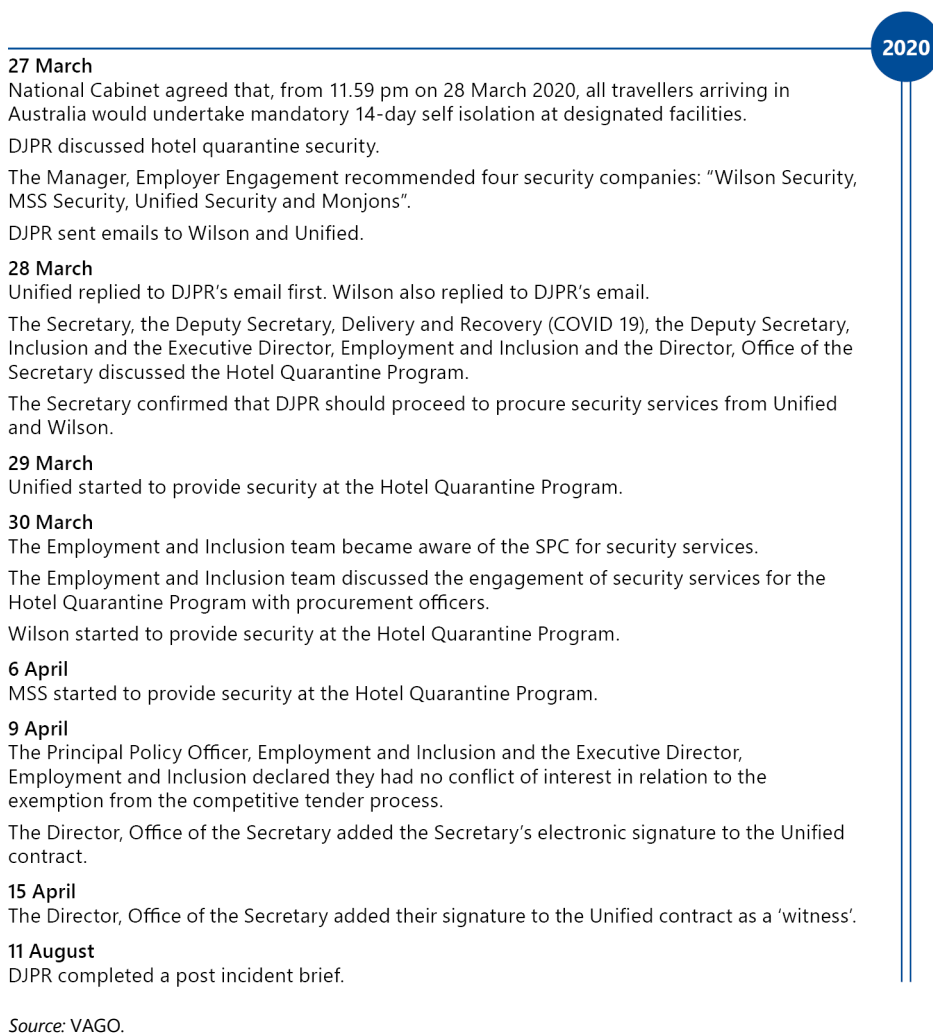 2020
27 March
National Cabinet agreed that, from 11.59 pm on 28 March 2020, all travellers arriving in
Australia would undertake mandatory 14-day self isolation at designated facilities.
DJPR discussed hotel quarantine security.
The Manager, Employer Engagement recommended four security companies: “Wilson Security,
MSS Security, Unified Security and Monjons”.
DJPR sent emails to Wilson and Unified.
28 March
Unified replied to DJPR’s email first. Wilson also replied to DJPR’s email.
The Secretary, the Deputy Secretary, Delivery and Recovery (COVID 19), the Deputy Secretary,
Inclusion and the Executive Director, Employment and Inclusion and the Director, Office of the
Secretary discussed the Hotel Quarantine Program.
The Secretary confirmed that DJPR should proceed to procure security services from Unified
and Wilson.
29 March
Unified started to provide security at the Hotel Quarantine Program.
30 March
The Employment and Inclusion team became aware of the SPC for security services.
The Employment and Inclusion team discussed the engagement of security services for the
Hotel Quarantine Program with procurement officers.
Wilson started to provide security at the Hotel Quarantine Program.
6 April
MSS started to provide security at the Hotel Quarantine Program.
9 April
The Principal Policy Officer, Employment and Inclusion and the Executive Director,
Employment and Inclusion declared they had no conflict of interest in relation to the
exemption from the competitive tender process.
The Director, Office of the Secretary added the Secretary’s electronic signature to the Unified
contract.
15 April
The Director, Office of the Secretary added their signature to the Unified contract as a ‘witness’.
11 August
DJPR completed a post incident brief.
Source: VAGO.